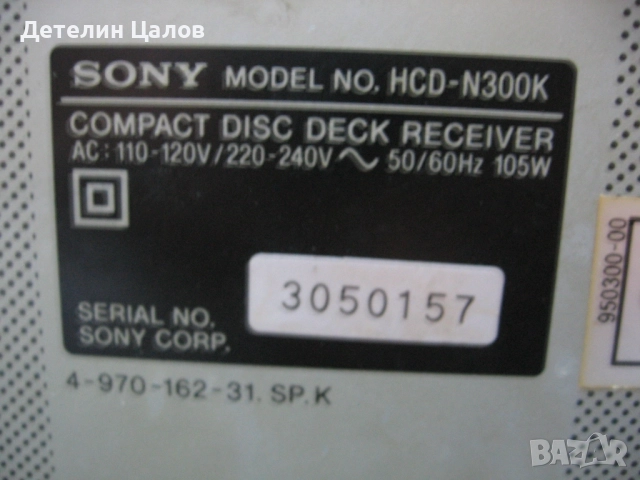 Детелин Цалов
SONY MODEL NO. HCD-N300K
COMPACT DISC DECK RECEIVER
AC: 110-120V/220-240V ~ 50/60Hz 105W
3050157
SERIAL NO.
SONY CORP.
4-970-162-31. SP.K
950300-00
BAZAR